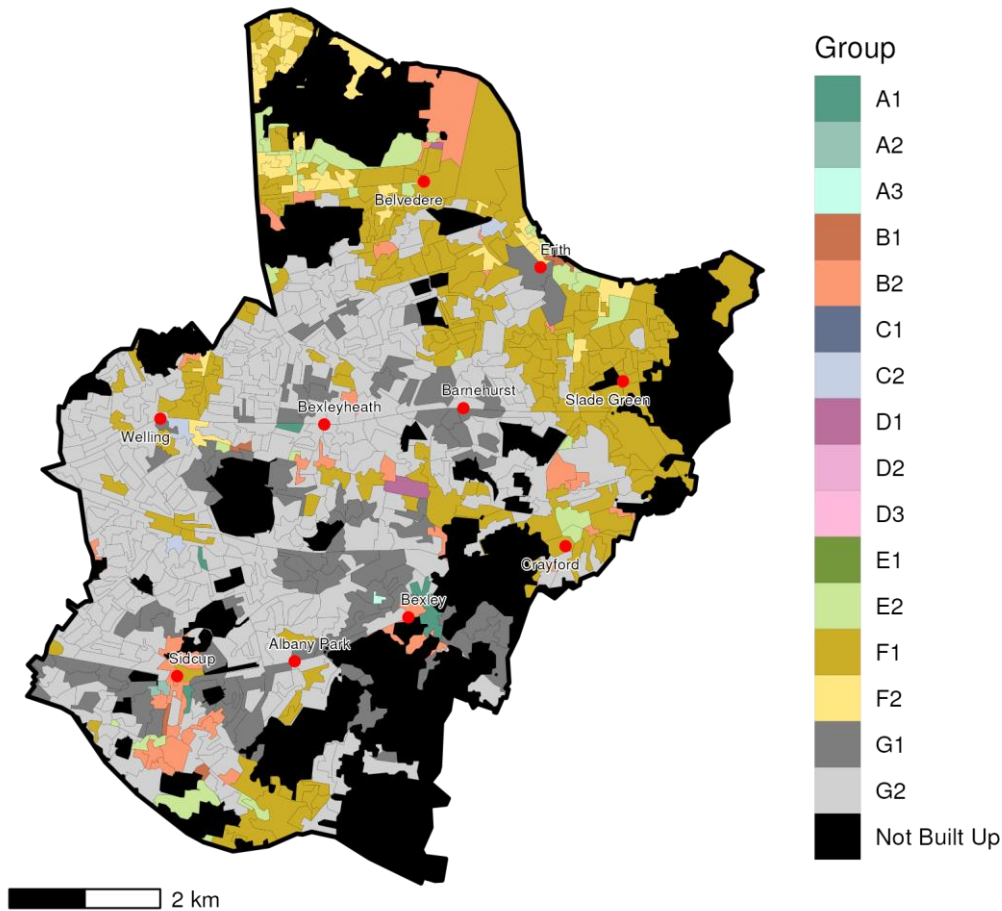 Group
A1
A2
A3
B1
B2
C1
C2
D1
D2
D3
E1
E2
F1
F2
G1
G2
Not Built Up
Belvedere
Erith
Slade Green
Barnehurst
Bexleyheath
Welling
Crayford
Bexley
Albany Park
Sidcup
2 km